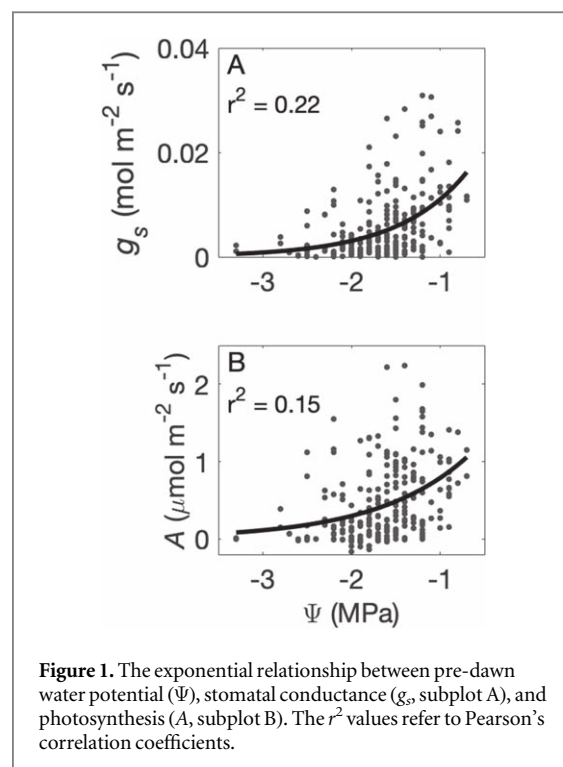 A
r² = 0.22
gₛ (mol m⁻² s⁻¹)
0.04
0.02
0
-3 -2 -1
B
r² = 0.15
A (μmol m⁻² s⁻¹)
2
1
0
-3 -2 -1
Ψ (MPa)
Figure 1. The exponential relationship between pre-dawn
water potential (Ψ), stomatal conductance (gₛ, subplot A), and
photosynthesis (A, subplot B). The r² values refer to Pearson's
correlation coefficients.